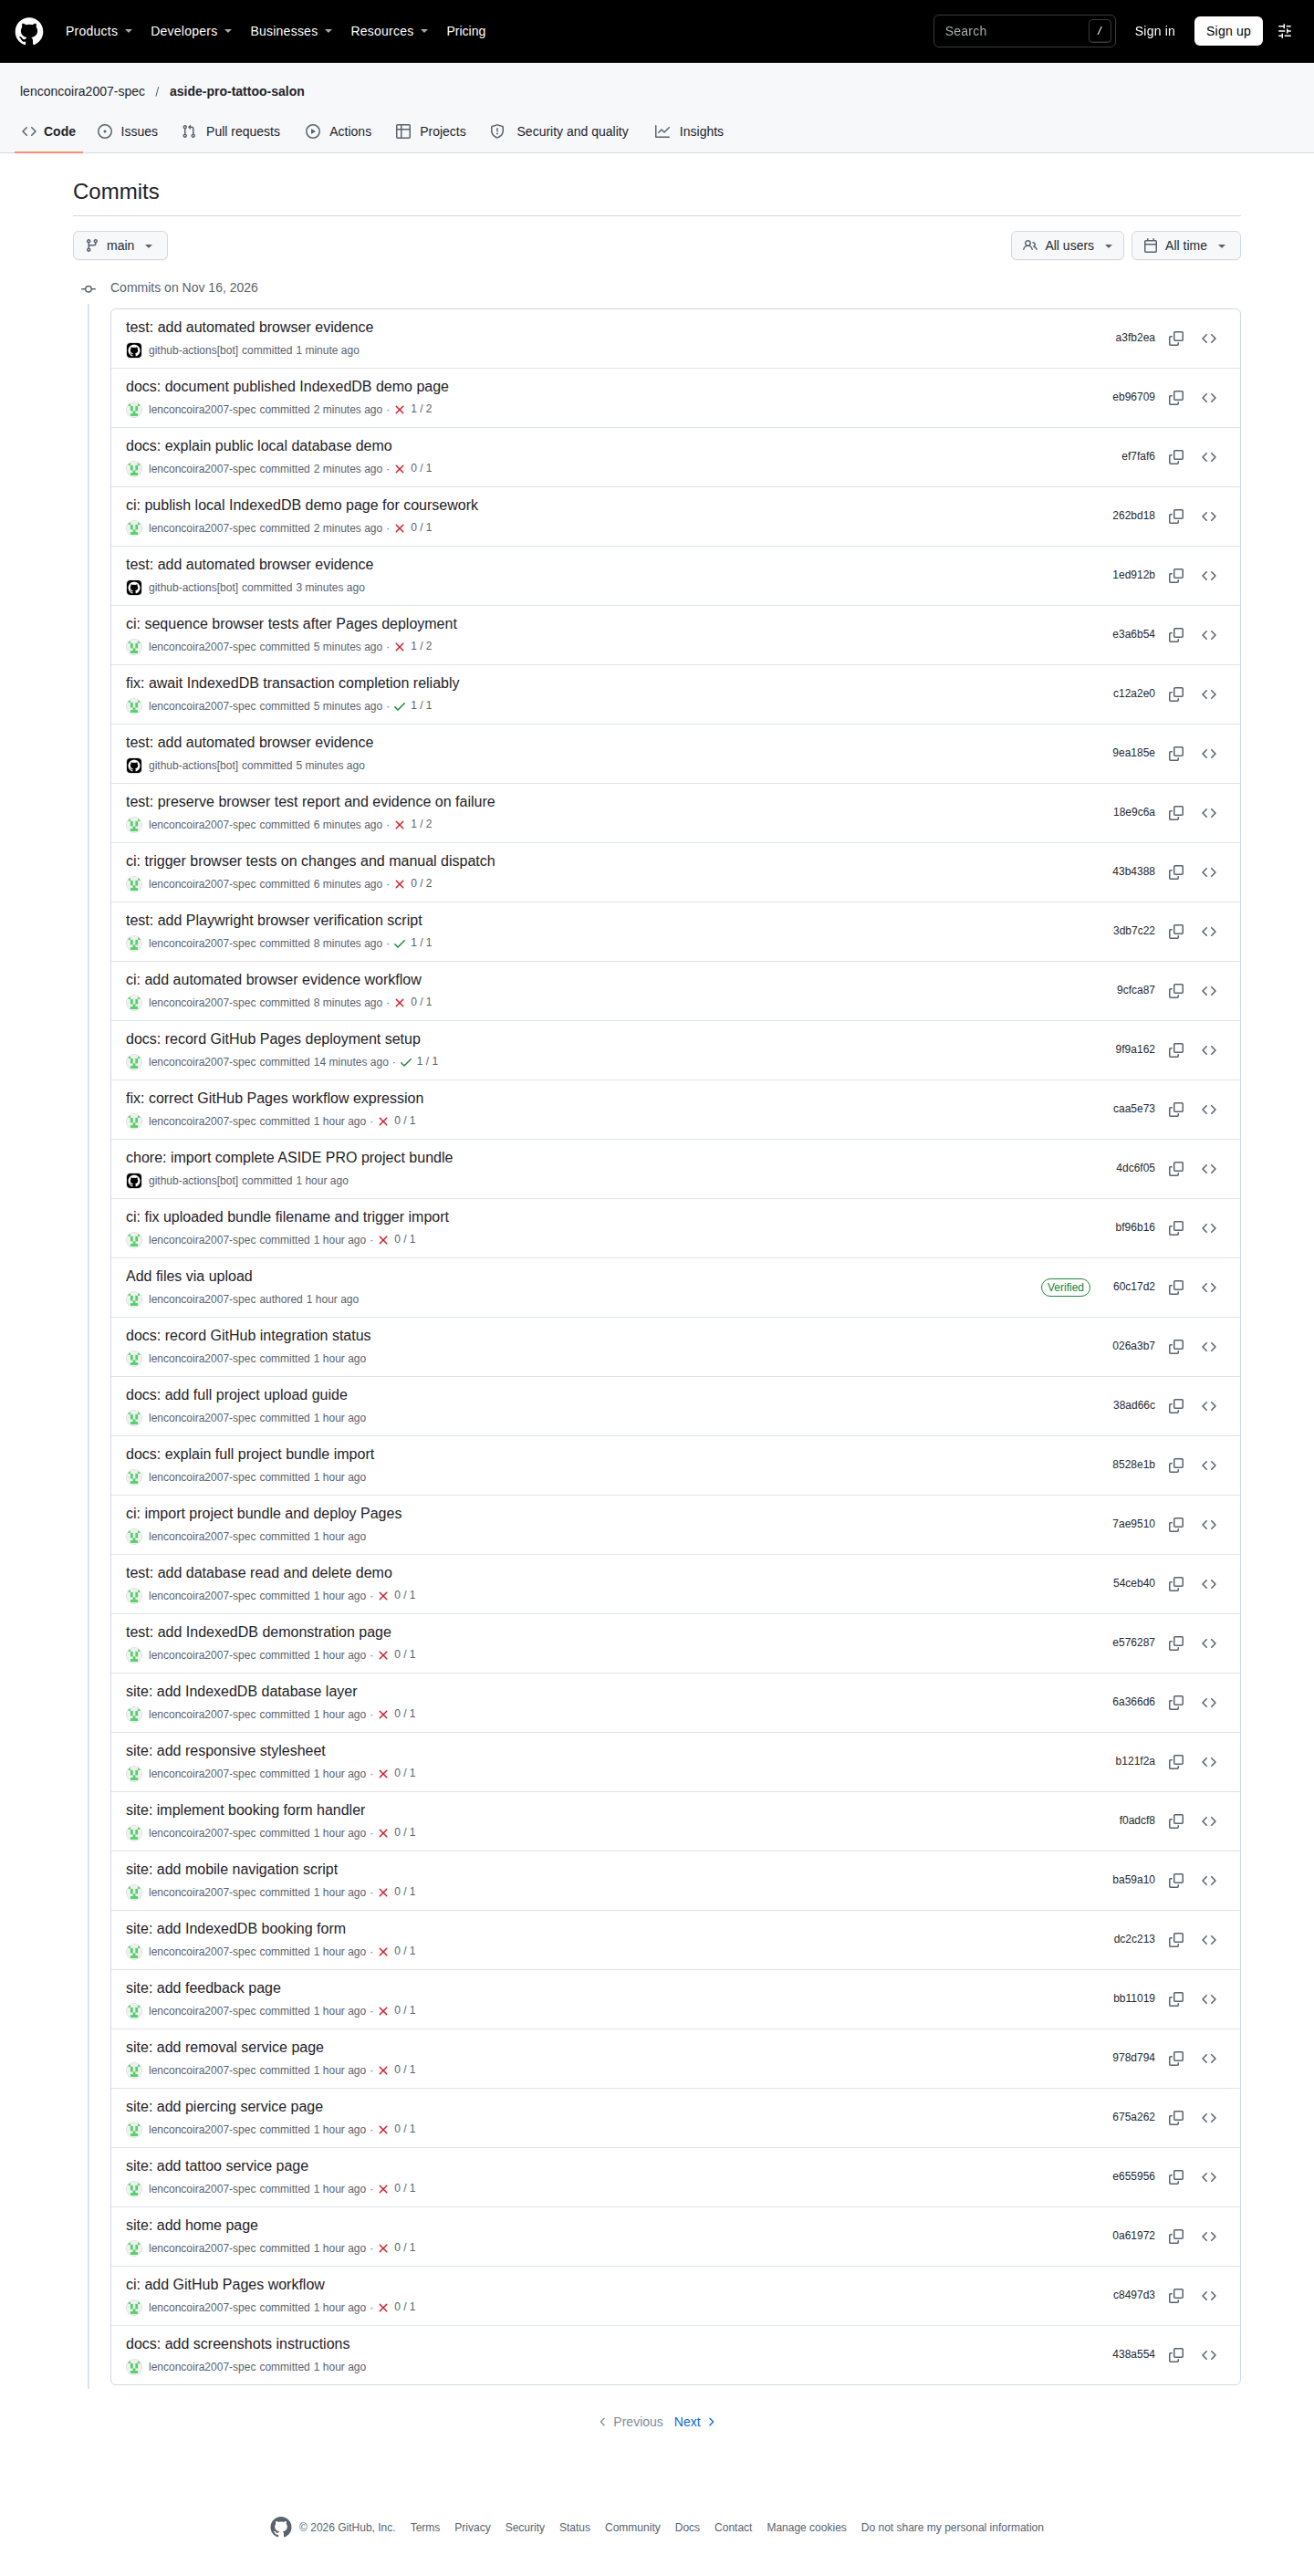 Products Developers Businesses Resources Pricing Search / Sign in Sign up
lenconcoira2007-spec / aside-pro-tattoo-salon
Code Issues Pull requests Actions Projects Security and quality Insights
Commits
main All users All time
Commits on Nov 16, 2026
test: add automated browser evidence
github-actions[bot] committed 1 minute ago
a3fb2ea
docs: document published IndexedDB demo page
lenconcoira2007-spec committed 2 minutes ago · 1 / 2
eb96709
docs: explain public local database demo
lenconcoira2007-spec committed 2 minutes ago · 0 / 1
ef7faf6
ci: publish local IndexedDB demo page for coursework
lenconcoira2007-spec committed 2 minutes ago · 0 / 1
262bd18
test: add automated browser evidence
github-actions[bot] committed 3 minutes ago
1ed912b
ci: sequence browser tests after Pages deployment
lenconcoira2007-spec committed 5 minutes ago · 1 / 2
e3a6b54
fix: await IndexedDB transaction completion reliably
lenconcoira2007-spec committed 5 minutes ago · 1 / 1
c12a2e0
test: add automated browser evidence
github-actions[bot] committed 5 minutes ago
9ea185e
test: preserve browser test report and evidence on failure
lenconcoira2007-spec committed 6 minutes ago · 1 / 2
18e9c6a
ci: trigger browser tests on changes and manual dispatch
lenconcoira2007-spec committed 6 minutes ago · 0 / 2
43b4388
test: add Playwright browser verification script
lenconcoira2007-spec committed 8 minutes ago · 1 / 1
3db7c22
ci: add automated browser evidence workflow
lenconcoira2007-spec committed 8 minutes ago · 0 / 1
9cfca87
docs: record GitHub Pages deployment setup
lenconcoira2007-spec committed 14 minutes ago · 1 / 1
9f9a162
fix: correct GitHub Pages workflow expression
lenconcoira2007-spec committed 1 hour ago · 0 / 1
caa5e73
chore: import complete ASIDE PRO project bundle
github-actions[bot] committed 1 hour ago
4dc6f05
ci: fix uploaded bundle filename and trigger import
lenconcoira2007-spec committed 1 hour ago · 0 / 1
bf96b16
Add files via upload
lenconcoira2007-spec authored 1 hour ago
Verified 60c17d2
docs: record GitHub integration status
lenconcoira2007-spec committed 1 hour ago
026a3b7
docs: add full project upload guide
lenconcoira2007-spec committed 1 hour ago
38ad66c
docs: explain full project bundle import
lenconcoira2007-spec committed 1 hour ago
8528e1b
ci: import project bundle and deploy Pages
lenconcoira2007-spec committed 1 hour ago
7ae9510
test: add database read and delete demo
lenconcoira2007-spec committed 1 hour ago · 0 / 1
54ceb40
test: add IndexedDB demonstration page
lenconcoira2007-spec committed 1 hour ago · 0 / 1
e576287
site: add IndexedDB database layer
lenconcoira2007-spec committed 1 hour ago · 0 / 1
6a366d6
site: add responsive stylesheet
lenconcoira2007-spec committed 1 hour ago · 0 / 1
b121f2a
site: implement booking form handler
lenconcoira2007-spec committed 1 hour ago · 0 / 1
f0adcf8
site: add mobile navigation script
lenconcoira2007-spec committed 1 hour ago · 0 / 1
ba59a10
site: add IndexedDB booking form
lenconcoira2007-spec committed 1 hour ago · 0 / 1
dc2c213
site: add feedback page
lenconcoira2007-spec committed 1 hour ago · 0 / 1
bb11019
site: add removal service page
lenconcoira2007-spec committed 1 hour ago · 0 / 1
978d794
site: add piercing service page
lenconcoira2007-spec committed 1 hour ago · 0 / 1
675a262
site: add tattoo service page
lenconcoira2007-spec committed 1 hour ago · 0 / 1
e655956
site: add home page
lenconcoira2007-spec committed 1 hour ago · 0 / 1
0a61972
ci: add GitHub Pages workflow
lenconcoira2007-spec committed 1 hour ago · 0 / 1
c8497d3
docs: add screenshots instructions
lenconcoira2007-spec committed 1 hour ago
438a554
Previous Next
© 2026 GitHub, Inc. Terms Privacy Security Status Community Docs Contact Manage cookies Do not share my personal information